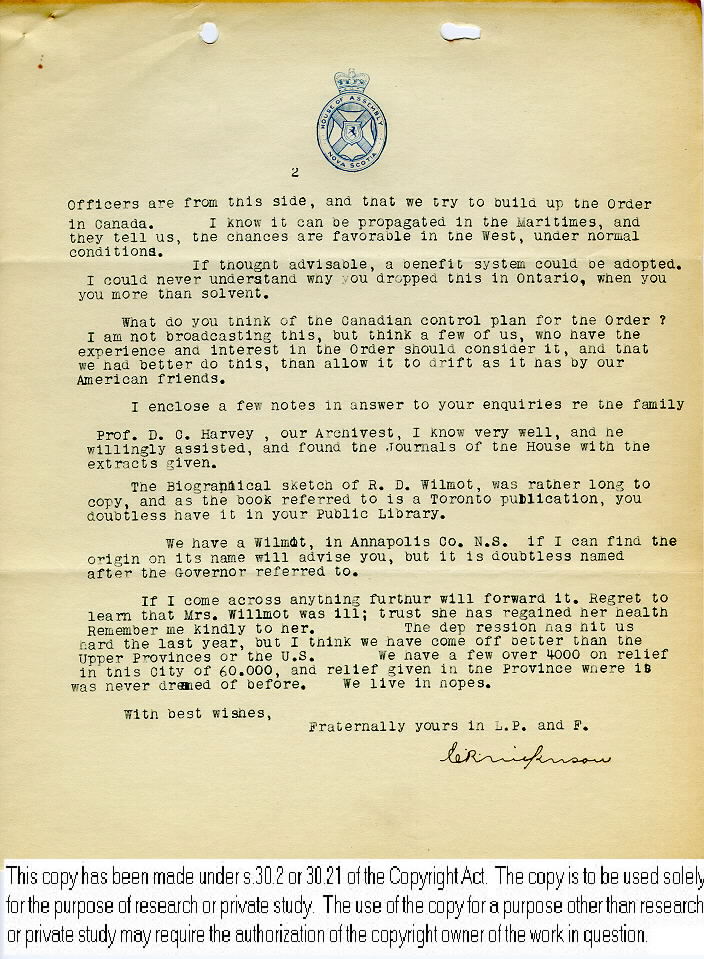 HOUSE OF ASSEMBLY
NOVA SCOTIA
2
Officers are from this side, and that we try to build up the Order
in Canada. I know it can be propagated in the Maritimes, and
they tell us, the chances are favorable in the West, under normal
conditions.
If thought advisable, a benefit system could be adopted.
I could never understand why you dropped this in Ontario, when you
you more than solvent.
What do you think of the Canadian control plan for the Order ?
I am not broadcasting this, but think a few of us, who have the
experience and interest in the Order should consider it, and that
we had better do this, than allow it to drift as it has by our
American friends.
I enclose a few notes in answer to your enquiries re the family
Prof. D. C. Harvey , our Archivest, I know very well, and he
willingly assisted, and found the Journals of the House with the
extracts given.
The Biographical sketch of R. D. Wilmot, was rather long to
copy, and as the book referred to is a Toronto publication, you
doubtless have it in your Public Library.
We have a Wilmot, in Annapolis Co. N.S. if I can find the
origin on its name will advise you, but it is doubtless named
after the Governor referred to.
If I come across anything furthur will forward it. Regret to
learn that Mrs. Willmot was ill; trust she has regained her health
Remember me kindly to her. The dep ression has hit us
hard the last year, but I think we have come off better than the
Upper Provinces or the U.S. We have a few over 4000 on relief
in this City of 60.000, and relief given in the Province where it
was never dremed of before. We live in hopes.
With best wishes,
Fraternally yours in L.P. and F.
This copy has been made under s.30.2 or 30.21 of the Copyright Act. The copy is to be used solely
for the purpose of research or private study. The use of the copy for a purpose other than research
or private study may require the authorization of the copyright owner of the work in question.